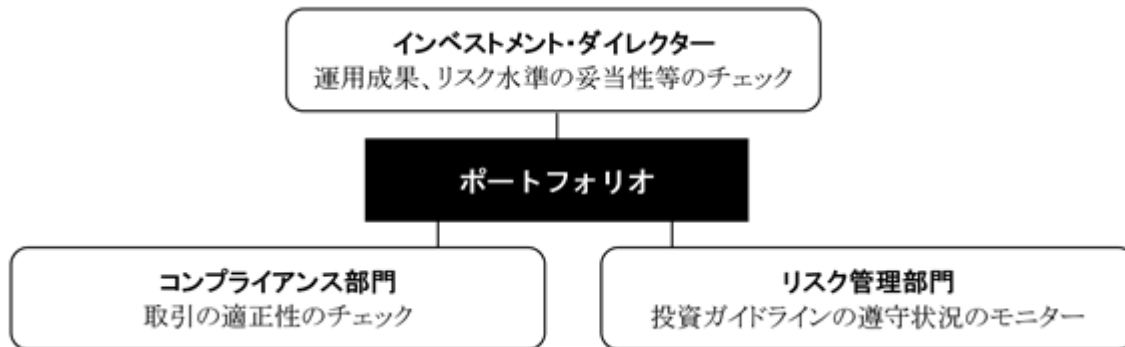 インベストメント・ダイレクター
運用成果、リスク水準の妥当性等のチェック
ポートフォリオ
コンプライアンス部門
取引の適正性のチェック
リスク管理部門
投資ガイドラインの遵守状況のモニター